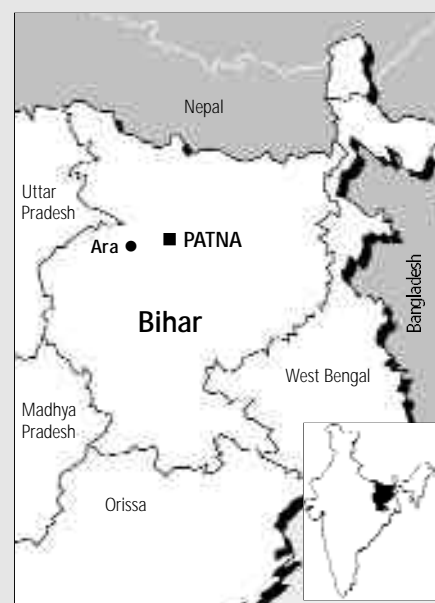 Nepal
Uttar
Pradesh
Ara
PATNA
Bangladesh
Bihar
West Bengal
Madhya
Pradesh
Orissa